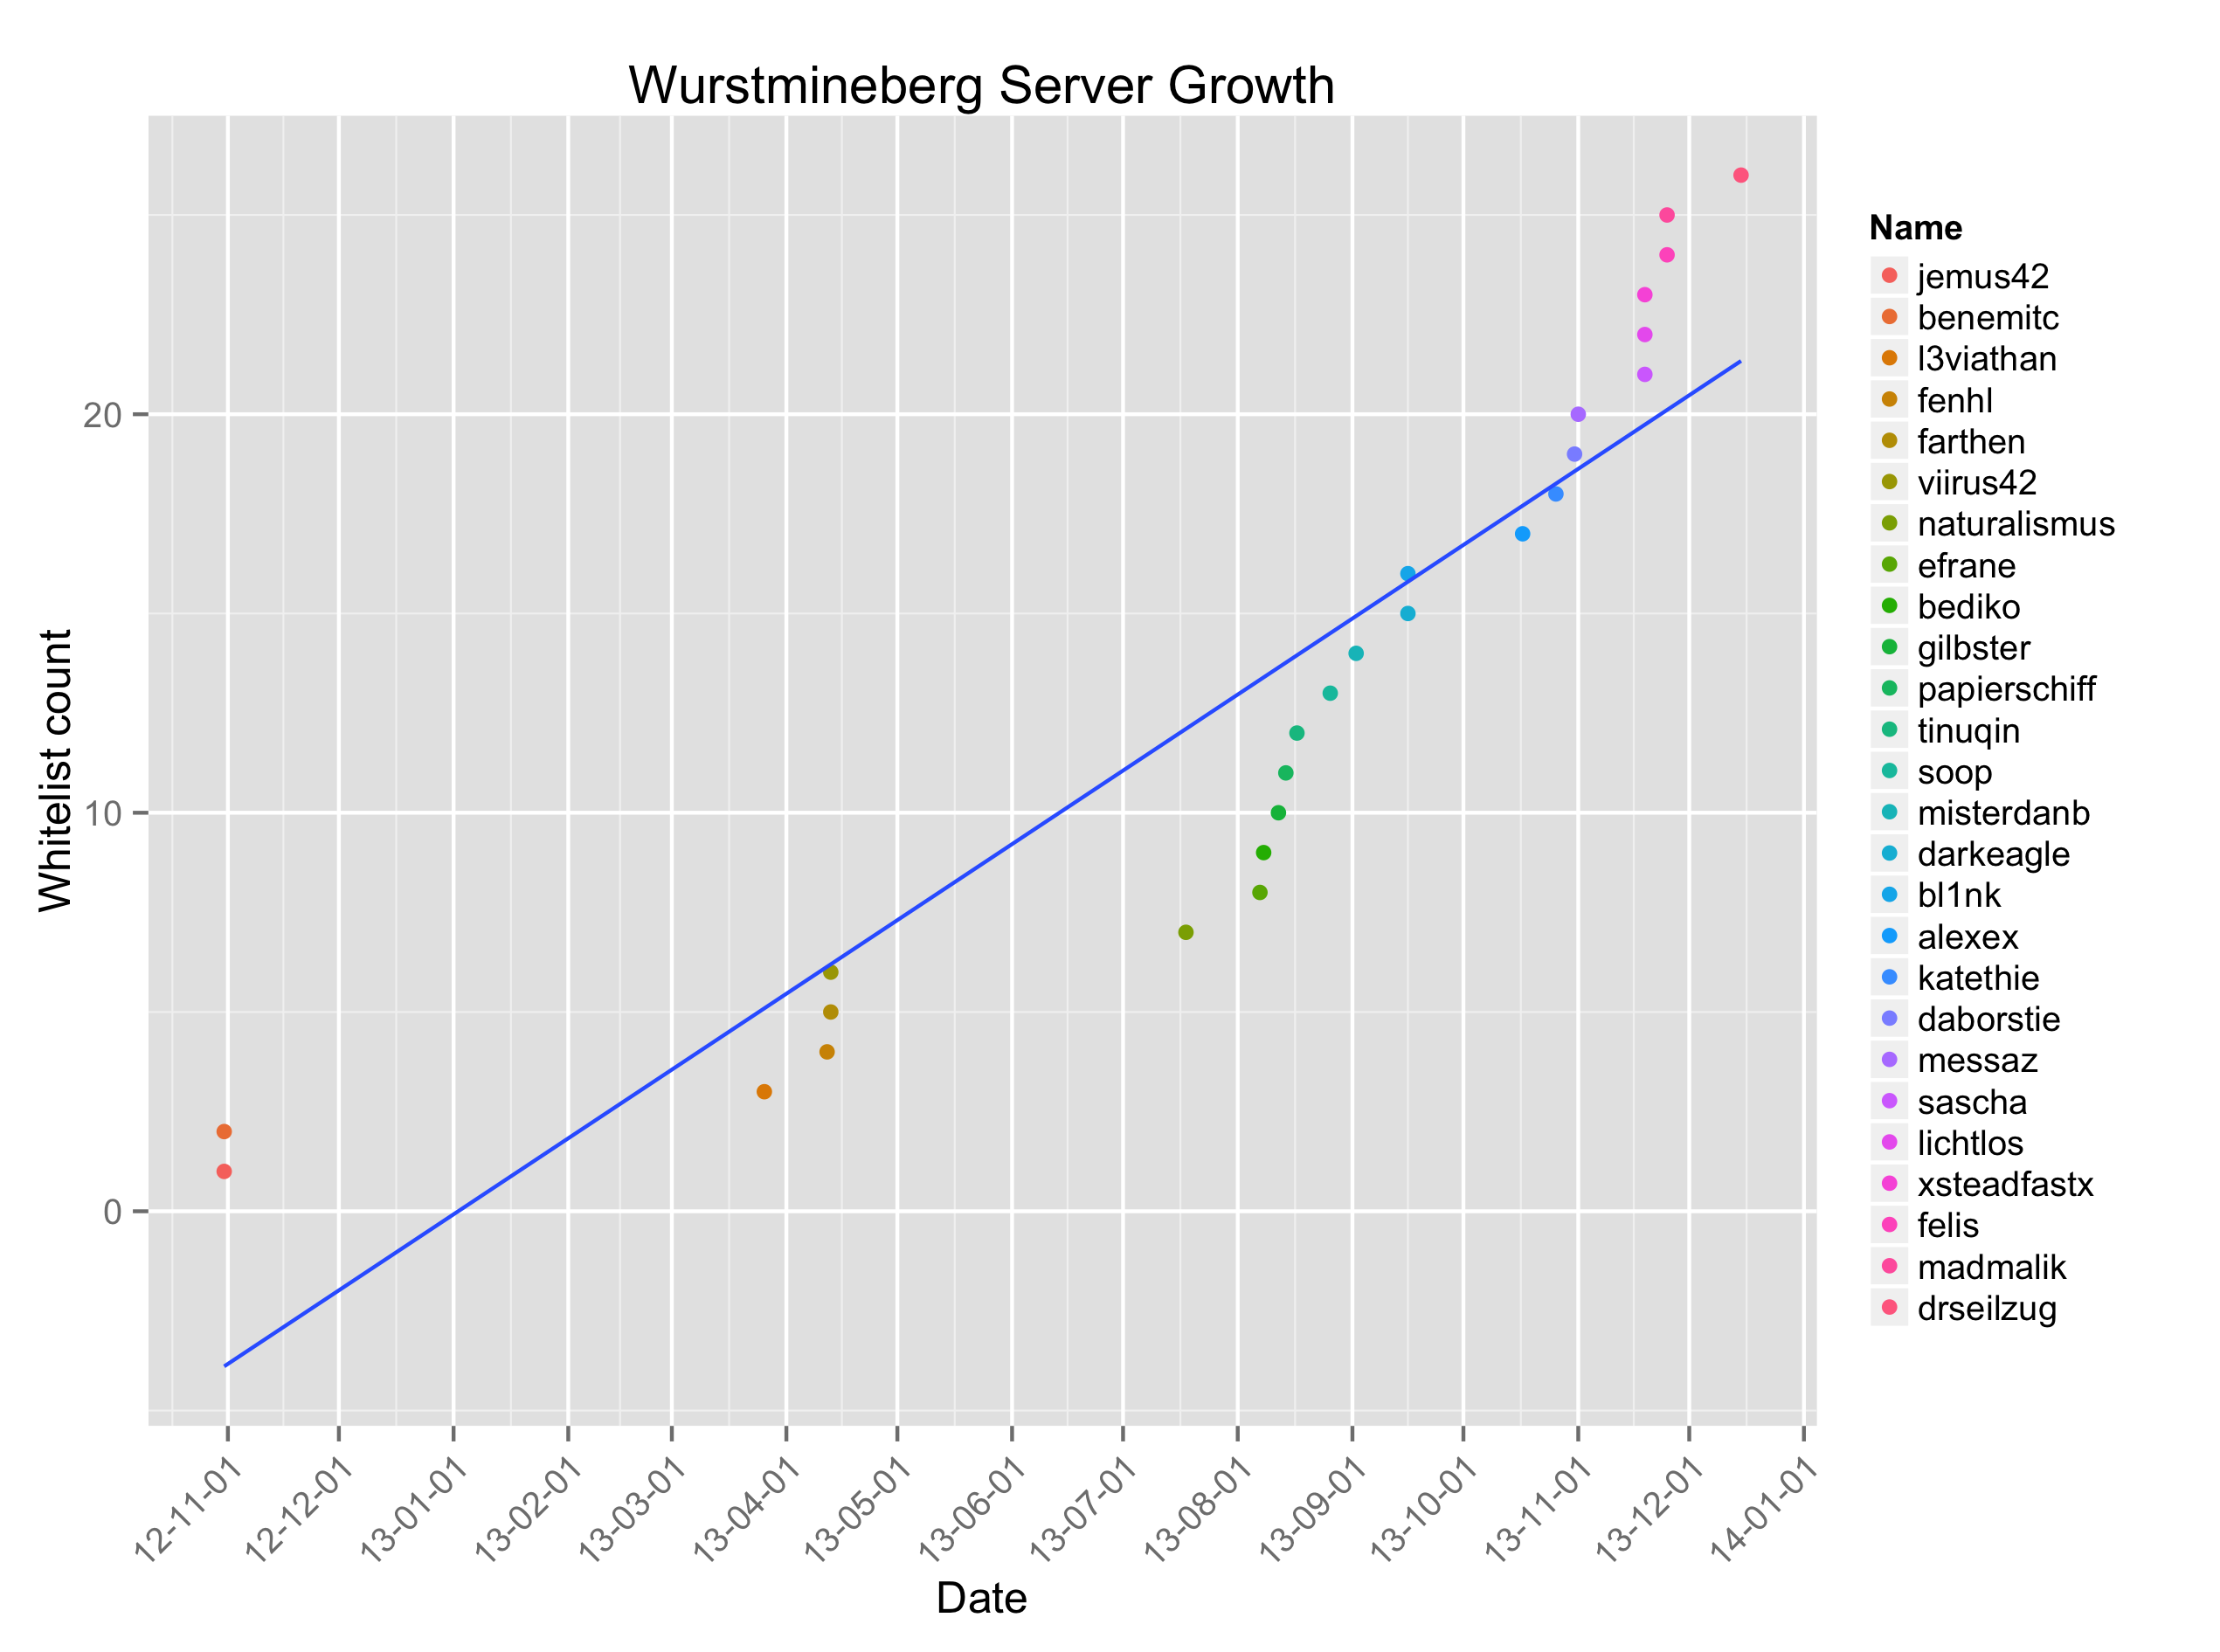 Wurstmineberg Server Growth
Whitelist count
20
10
0
12-11-01
12-12-01
13-01-01
13-02-01
13-03-01
13-04-01
13-05-01
13-06-01
13-07-01
13-08-01
13-09-01
13-10-01
13-11-01
13-12-01
14-01-01
Date
Name
jemus42
benemitc
l3viathan
fenhl
farthen
viirus42
naturalismus
efrane
bediko
gilbster
papierschiff
tinuqin
soop
misterdanb
darkeagle
bl1nk
alexex
katethie
daborstie
messaz
sascha
lichtlos
xsteadfastx
felis
madmalik
drseilzug